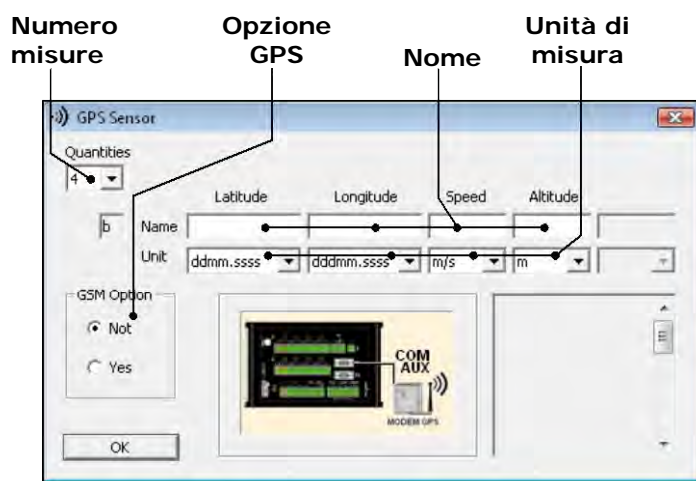 Numero misure
Opzione GPS
Nome
Unità di misura
GPS Sensor
Quantities
4
Latitude Longitude Speed Altitude
b Name
Unit ddmm.ssss dddmm.ssss m/s m
GSM Option
Not
Yes
COM AUX
MODEM GPS
OK